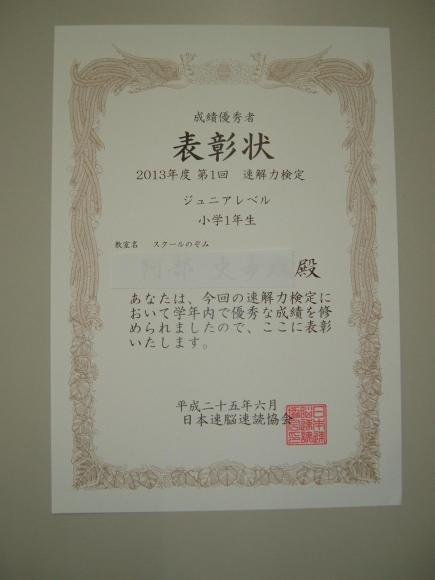 成績優秀者
表彰状
2013年度 第1回 速解力検定
ジュニアレベル
小学1年生
教室名 スクールのぞみ
殿
あなたは、今回の速解力検定に
おいて学年内で優秀な成績を修
められましたので、ここに表彰
いたします。
平成二十五年六月
日本速脳速読協会